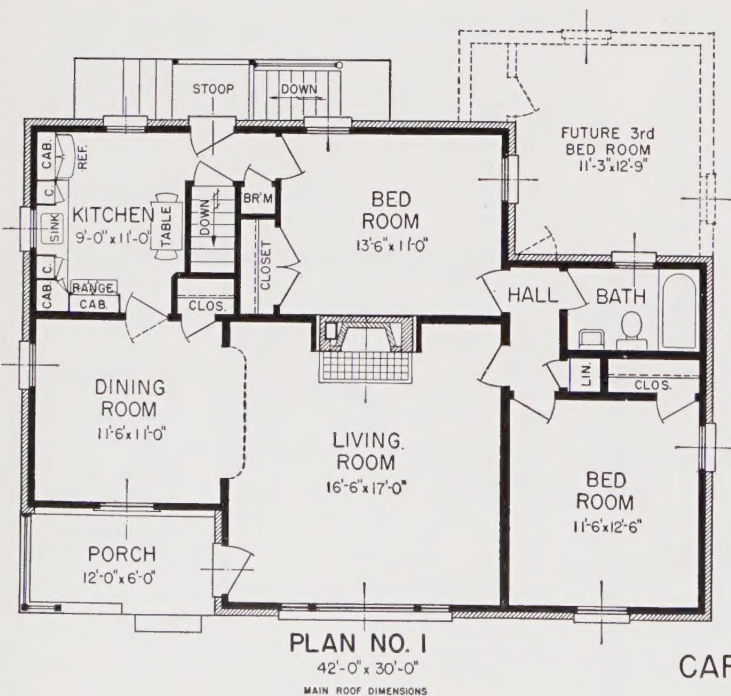 STOOP
DOWN
FUTURE 3rd
BED ROOM
11'-3"x12'-9"
CAB.
REF.
C.
SINK
KITCHEN
9'-0"x11'-0"
TABLE
DOWN
BR'M
BED
ROOM
13'-6"x11'-0"
CLOSET
C.
CAB.
RANGE
CAB.
CLOS.
HALL
BATH
LIN.
CLOS.
DINING
ROOM
11'-6"x11'-0"
LIVING
ROOM
16'-6"x17'-0"
BED
ROOM
11'-6"x12'-6"
PORCH
12'-0"x6'-0"
PLAN NO. 1
42'-0"x 30'-0"
MAIN ROOF DIMENSIONS